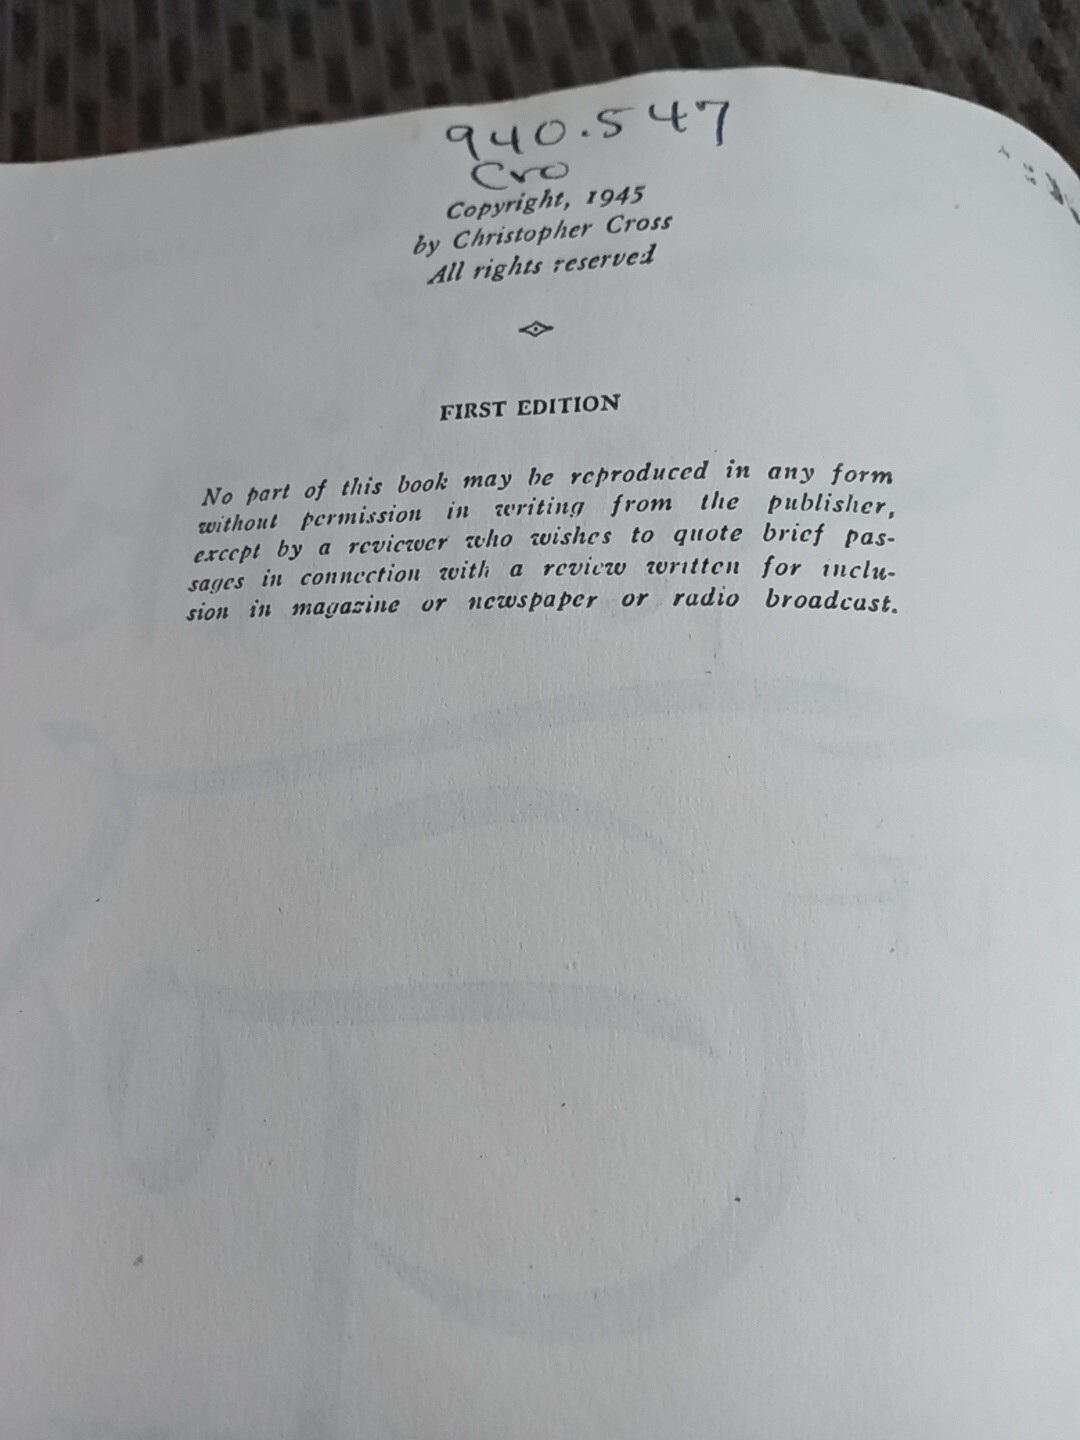 940.547
Cro
Copyright, 1945
by Christopher Cross
All rights reserved
FIRST EDITION
No part of this book may be reproduced in any form
without permission in writing from the publisher,
except by a reviewer who wishes to quote brief pas-
sages in connection with a review written for inclu-
sion in magazine or newspaper or radio broadcast.